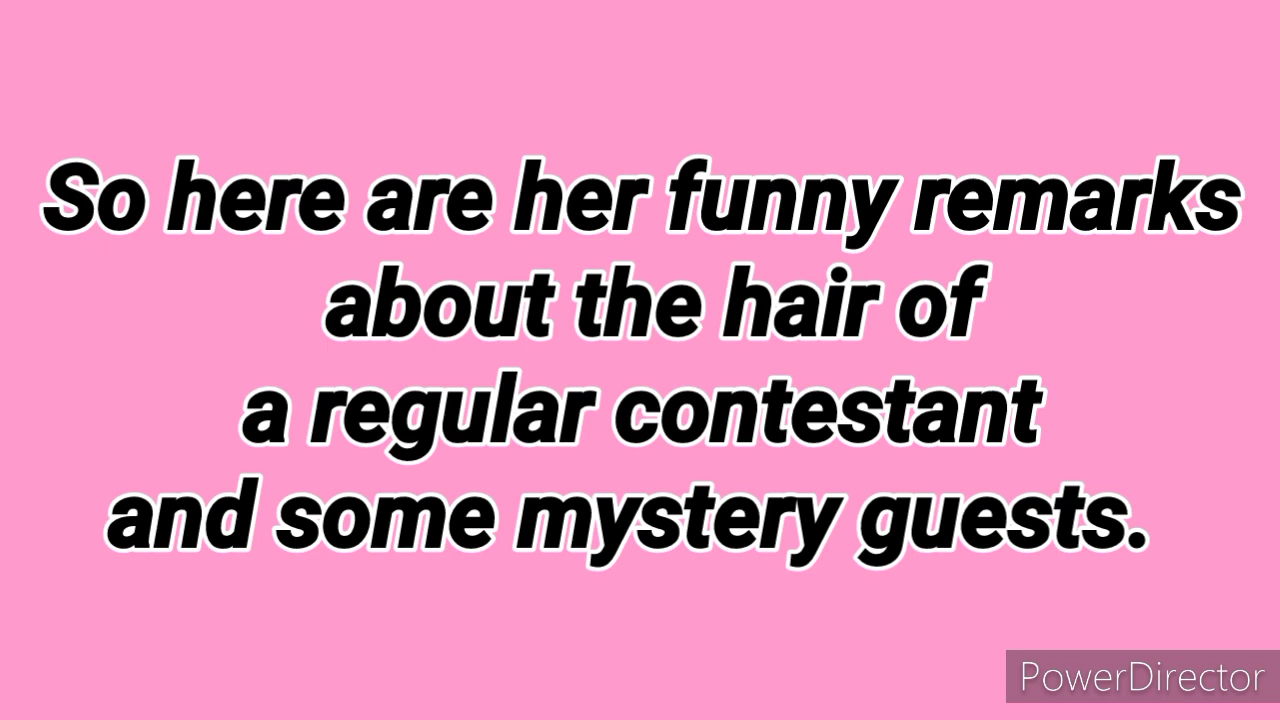 So here are her funny remarks
about the hair of
a regular contestant
and some mystery guests.
PowerDirector